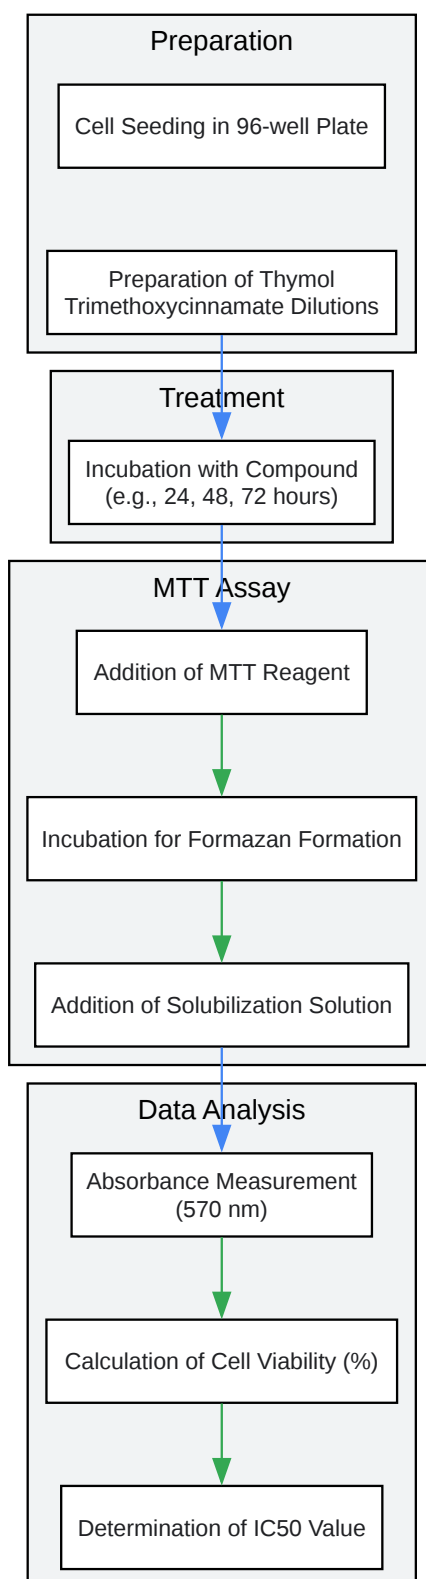 Preparation
Cell Seeding in 96-well Plate
Preparation of Thymol
Trimethoxycinnamate Dilutions
Treatment
Incubation with Compound
(e.g., 24, 48, 72 hours)
MTT Assay
Addition of MTT Reagent
Incubation for Formazan Formation
Addition of Solubilization Solution
Data Analysis
Absorbance Measurement
(570 nm)
Calculation of Cell Viability (%)
Determination of IC50 Value